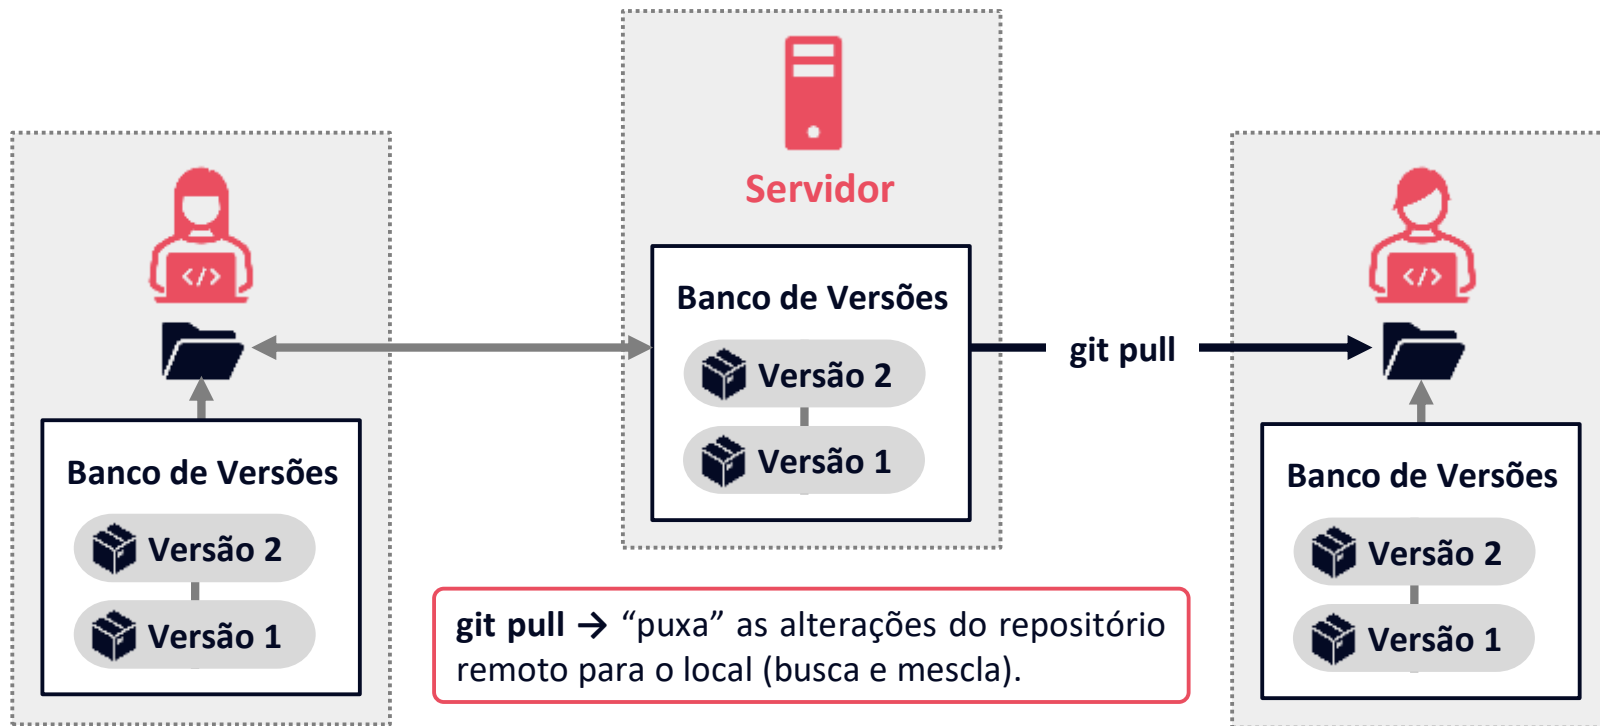 Servidor
Banco de Versões
Versão 2
Versão 1
</>
Banco de Versões
Versão 2
Versão 1
git pull
</>
Banco de Versões
Versão 2
Versão 1
git pull → “puxa” as alterações do repositório
remoto para o local (busca e mescla).